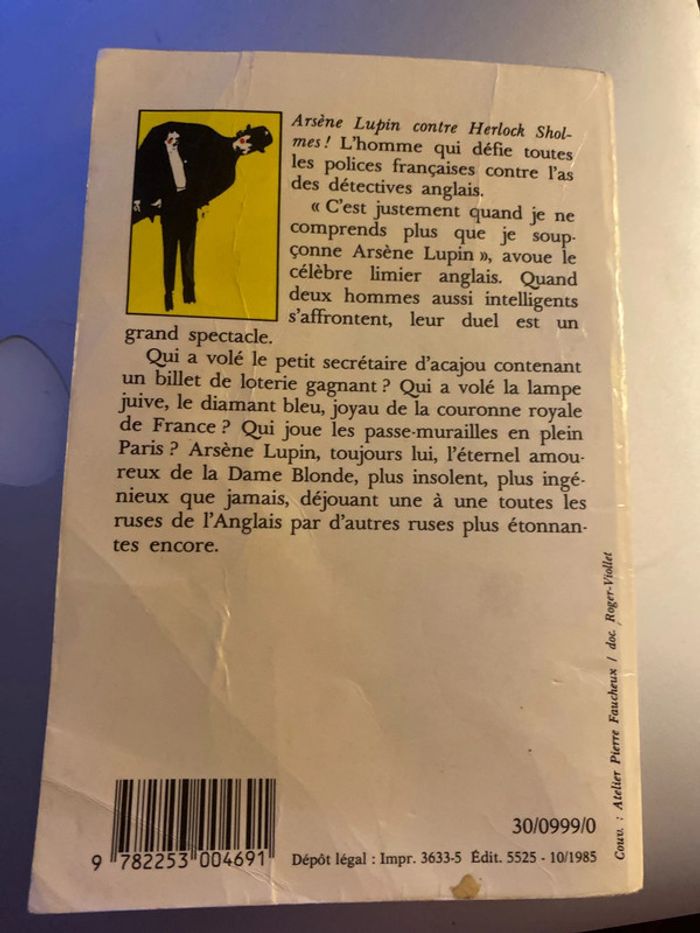 Arsène Lupin contre Herlock Shol-
mes ! L'homme qui défie toutes
les polices françaises contre l'as
des détectives anglais.
« C'est justement quand je ne
comprends plus que je soup-
çonne Arsène Lupin », avoue le
célèbre limier anglais. Quand
deux hommes aussi intelligents
s'affrontent, leur duel est un
grand spectacle.
Qui a volé le petit secrétaire d'acajou contenant
un billet de loterie gagnant ? Qui a volé la lampe
juive, le diamant bleu, joyau de la couronne royale
de France ? Qui joue les passe-murailles en plein
Paris ? Arsène Lupin, toujours lui, l'éternel amou-
reux de la Dame Blonde, plus insolent, plus ingé-
nieux que jamais, déjouant une à une toutes les
ruses de l'Anglais par d'autres ruses plus étonnan-
tes encore.
Couv. : Atelier Pierre Faucheux / doc. Roger-Viollet
30/0999/0
9 782253 004691
Dépôt légal : Impr. 3633-5 Édit. 5525 - 10/1985